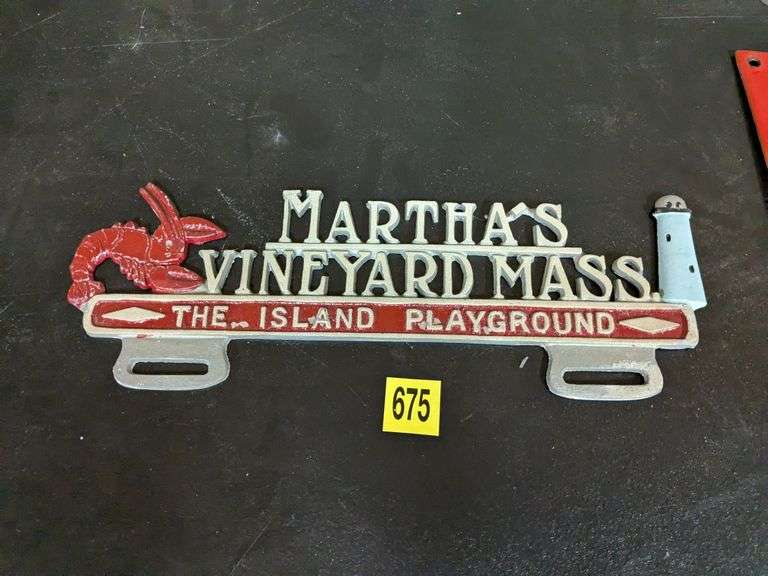 MARTHA'S
VINEYARD MASS.
THE ISLAND PLAYGROUND
675